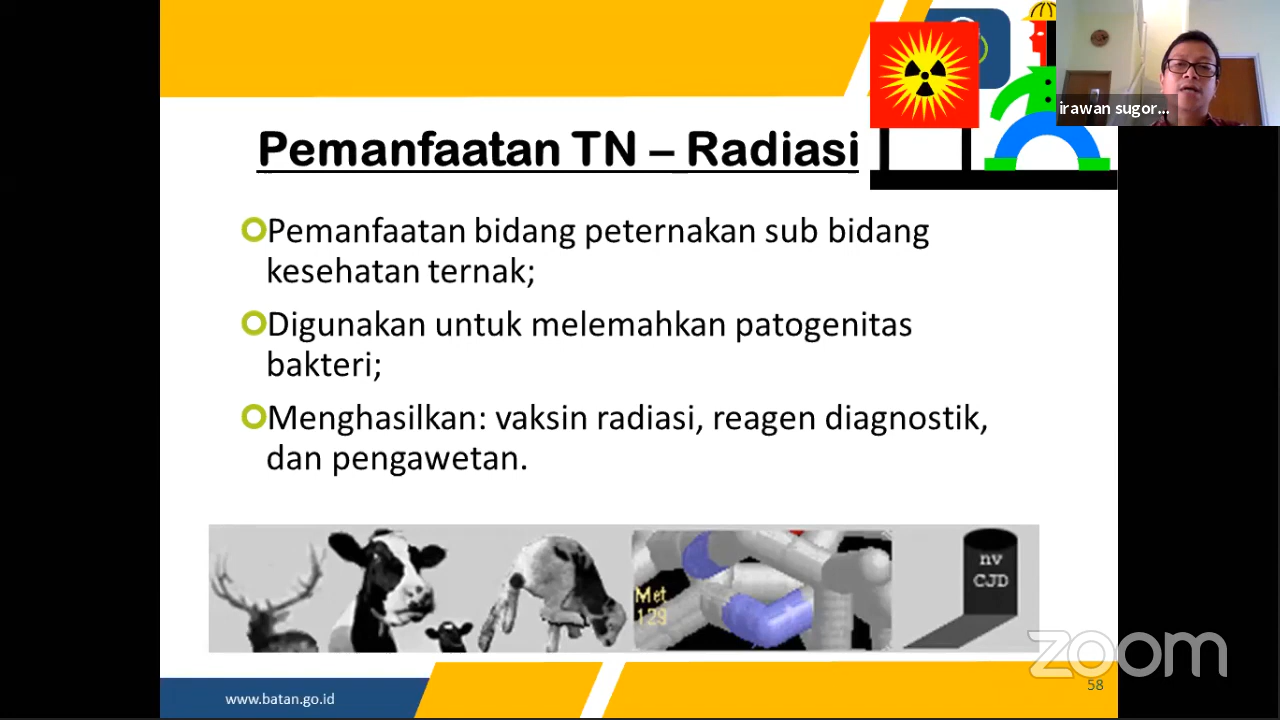 irawan sugor...
Pemanfaatan TN – Radiasi
Pemanfaatan bidang peternakan sub bidang
kesehatan ternak;
Digunakan untuk melemahkan patogenitas
bakteri;
Menghasilkan: vaksin radiasi, reagen diagnostik,
dan pengawetan.
Met
129
nv
CJD
zoom
58
www.batan.go.id